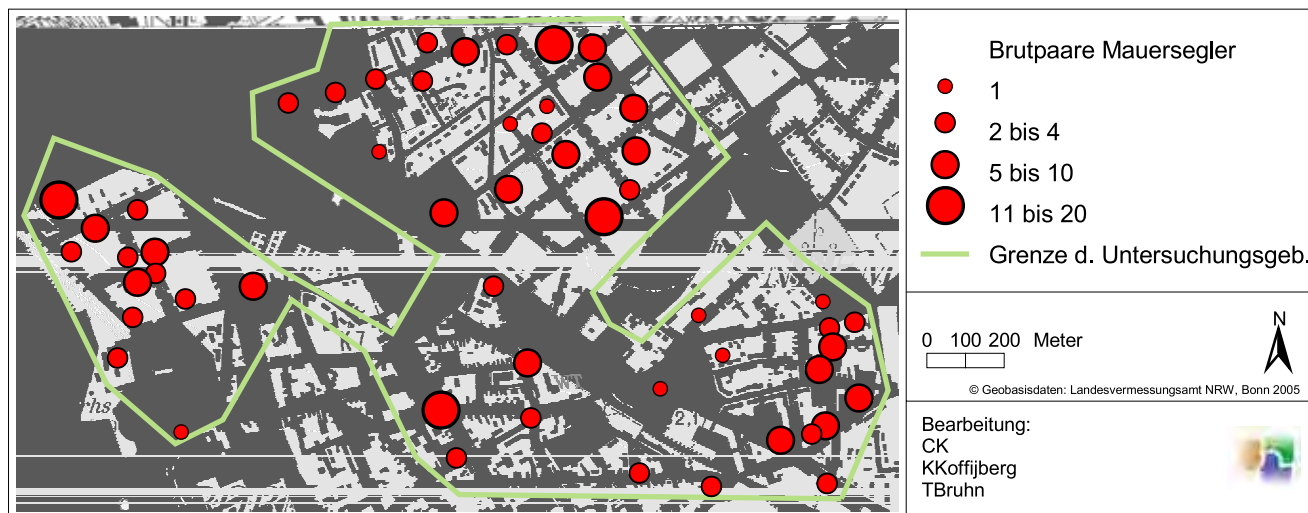 Brutpaare Mauersegler
1
2 bis 4
5 bis 10
11 bis 20
Grenze d. Untersuchungsgeb.
N
0 100 200 Meter
© Geobasisdaten: Landesvermessungsamt NRW, Bonn 2005
Bearbeitung:
CK
KKoffijberg
TBruhn
rhs